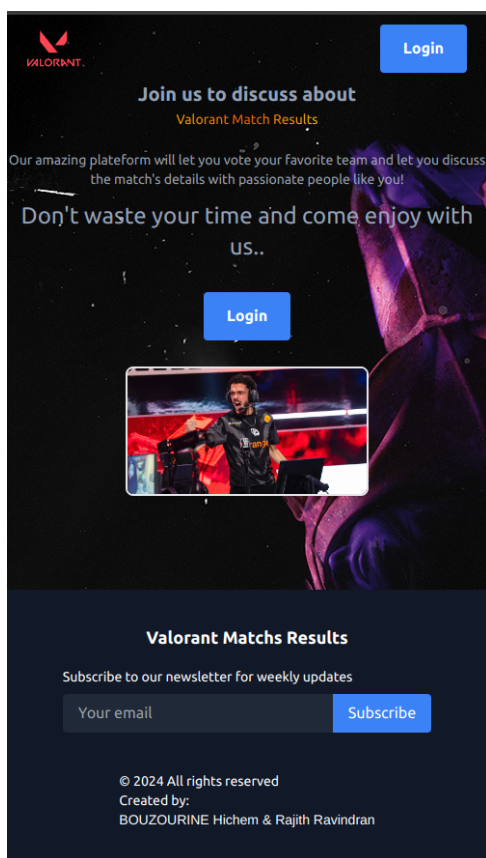 VALORANT.
Login
Join us to discuss about
Valorant Match Results
Our amazing plateform will let you vote your favorite team and let you discuss
the match's details with passionate people like you!
Don't waste your time and come enjoy with
us..
Login
range
Valorant Matchs Results
Subscribe to our newsletter for weekly updates
Your email
Subscribe
© 2024 All rights reserved
Created by:
BOUZOURINE Hichem & Rajith Ravindran